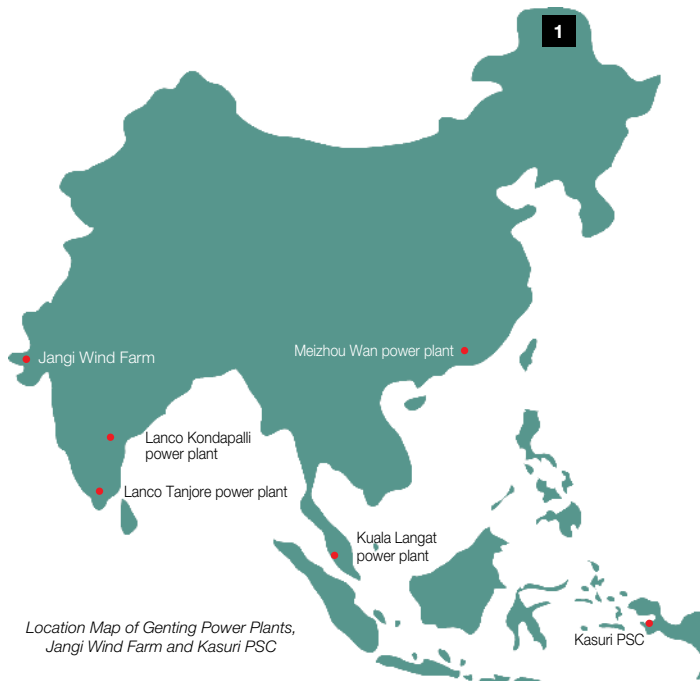 1
Jangi Wind Farm
Meizhou Wan power plant
Lanco Kondapalli
power plant
Lanco Tanjore power plant
Kuala Langat
power plant
Kasuri PSC
Location Map of Genting Power Plants,
Jangi Wind Farm and Kasuri PSC